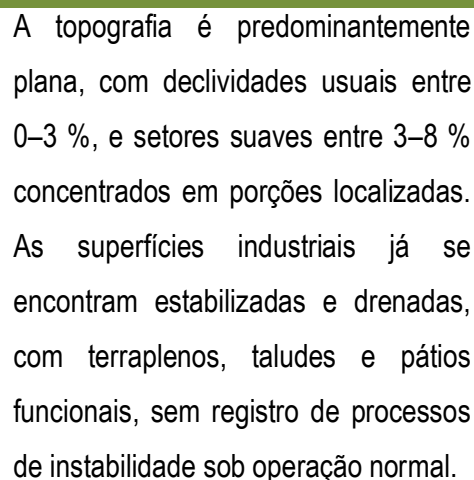 A topografia é predominantemente
plana, com declividades usuais entre
0–3 %, e setores suaves entre 3–8 %
concentrados em porções localizadas.
As superfícies industriais já se
encontram estabilizadas e drenadas,
com terraplenos, taludes e pátios
funcionais, sem registro de processos
de instabilidade sob operação normal.